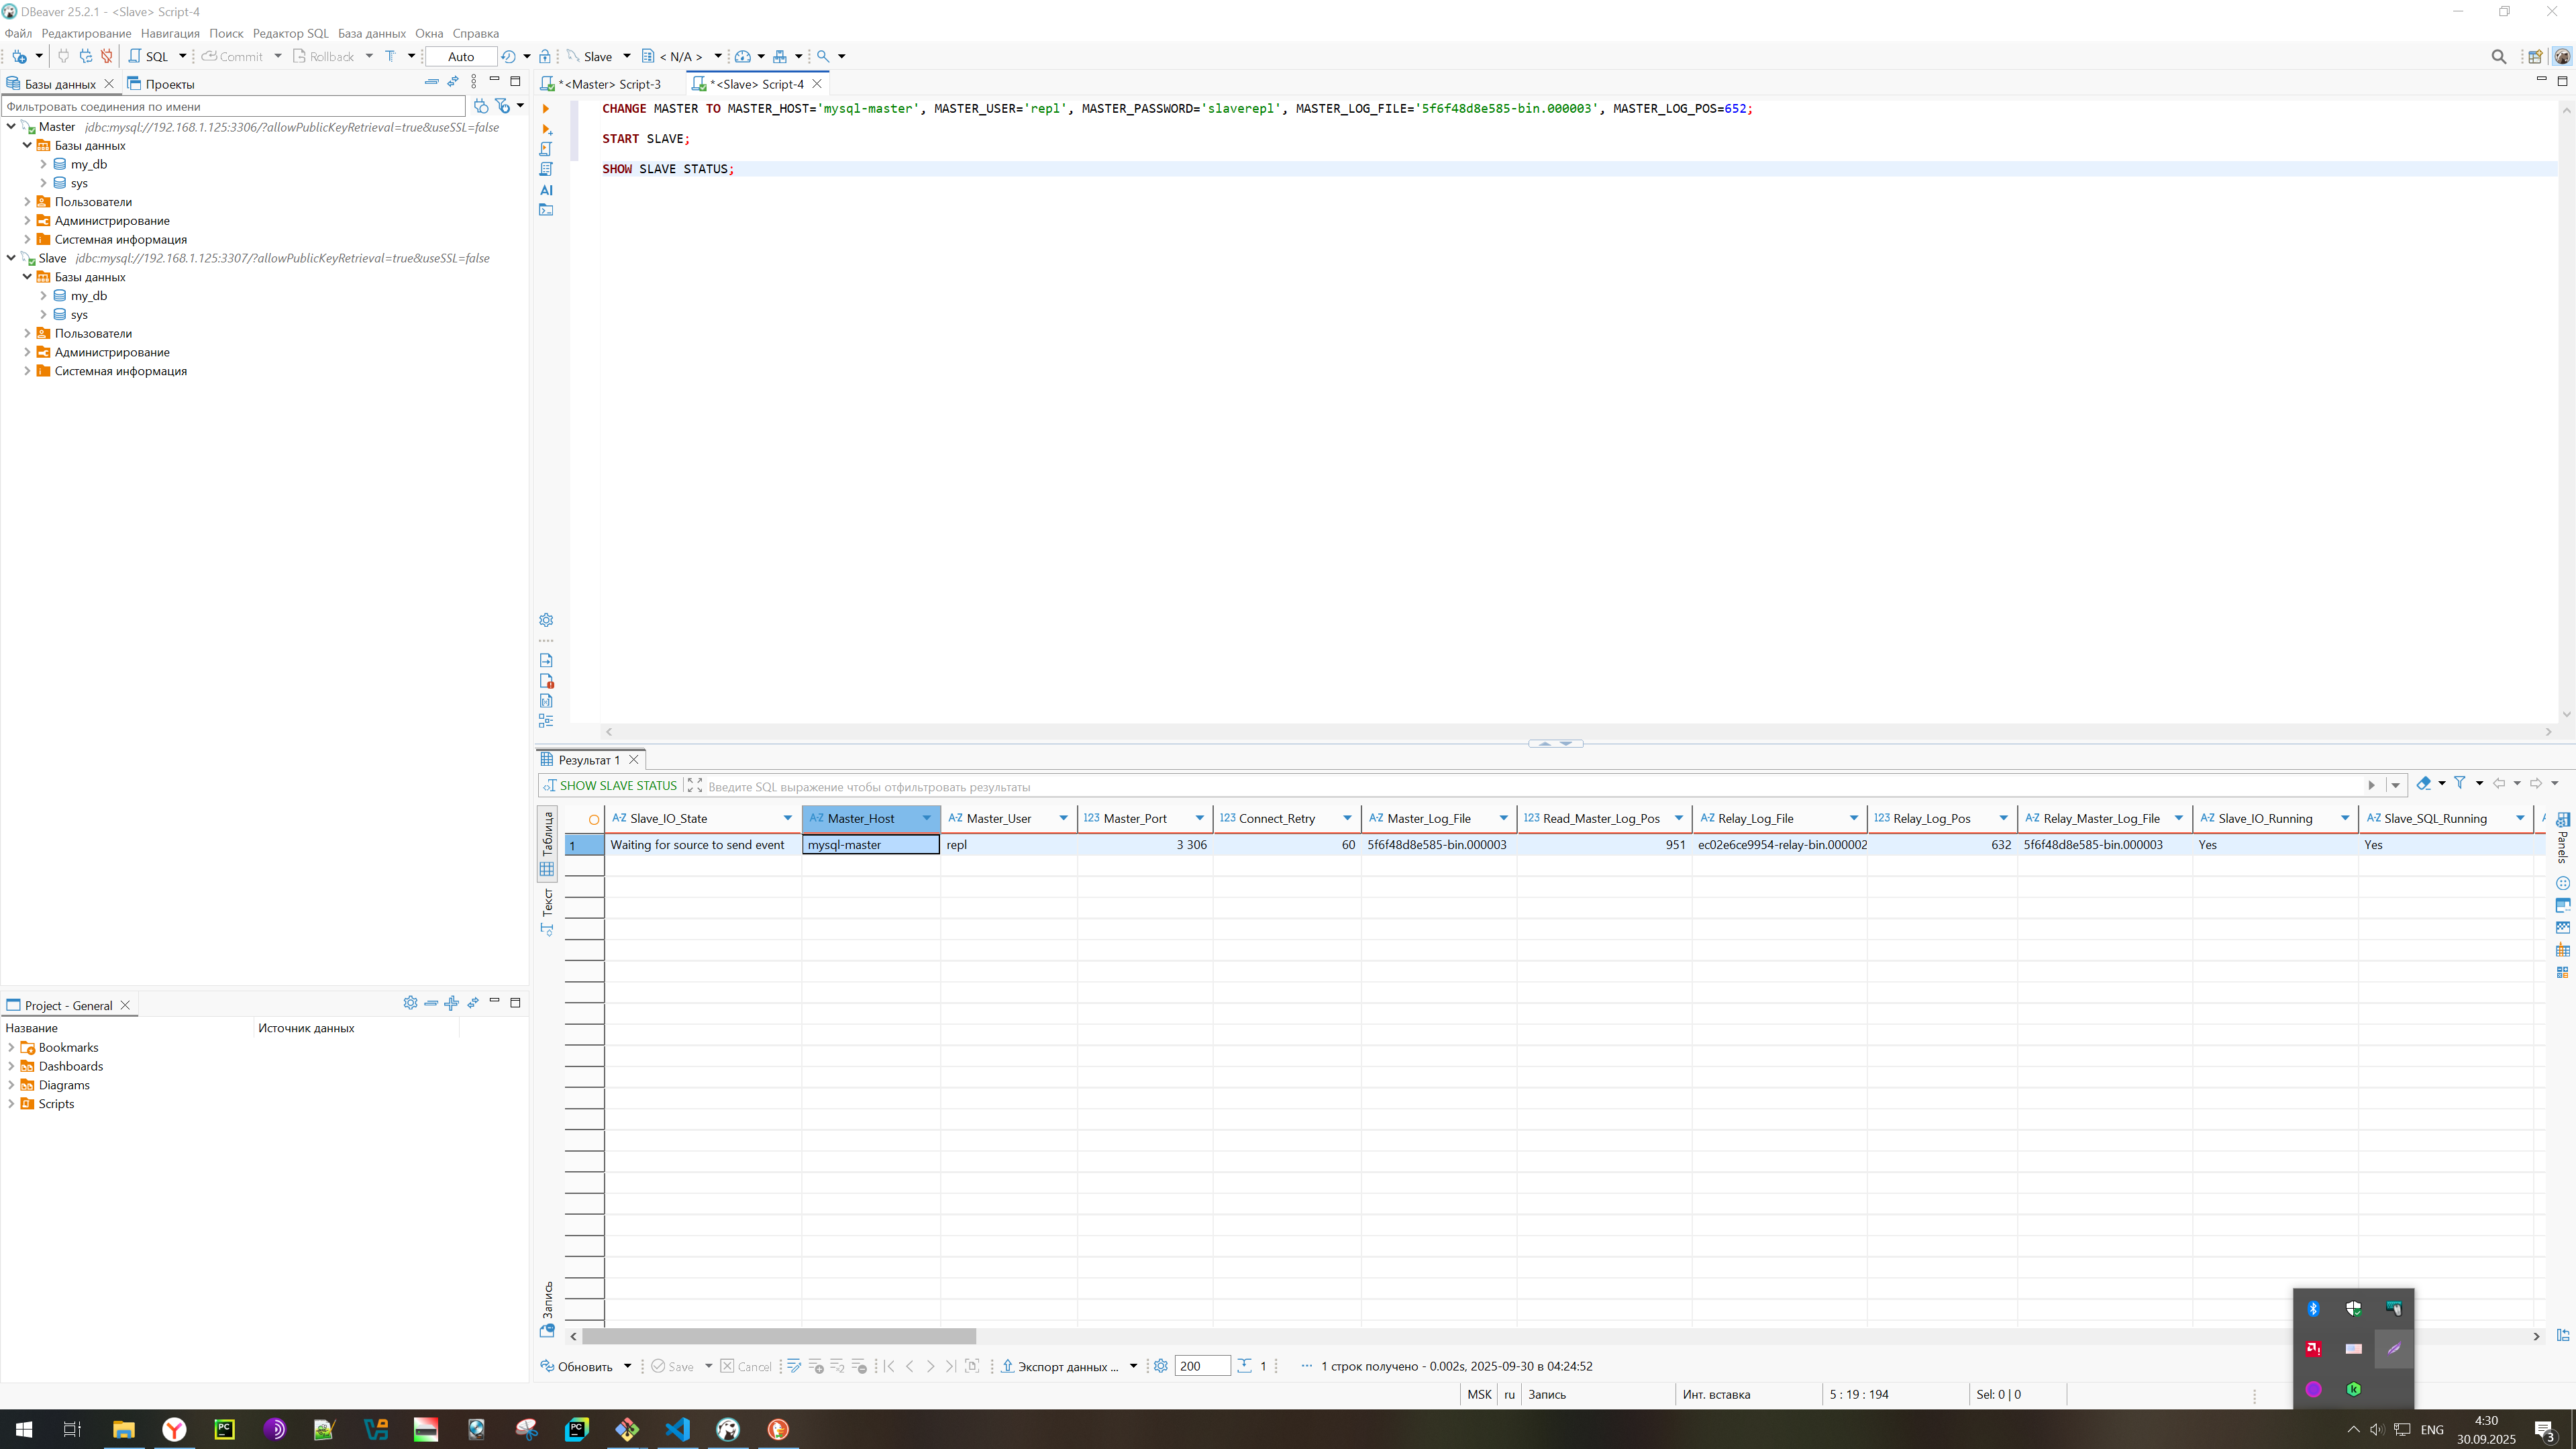 DBeaver 25.2.1 - <Slave> Script-4
Файл Редактирование Навигация Поиск Редактор SQL База данных Окна Справка
SQL Commit Rollback Auto Slave < N/A >
Базы данных Проекты
*<Master> Script-3 *<Slave> Script-4
Фильтровать соединения по имени
Master jdbc:mysql://192.168.1.125:3306/?allowPublicKeyRetrieval=true&useSSL=false
Базы данных
my_db
sys
Пользователи
Администрирование
Системная информация
Slave jdbc:mysql://192.168.1.125:3307/?allowPublicKeyRetrieval=true&useSSL=false
Базы данных
my_db
sys
Пользователи
Администрирование
Системная информация
CHANGE MASTER TO MASTER_HOST='mysql-master', MASTER_USER='repl', MASTER_PASSWORD='slaverepl', MASTER_LOG_FILE='5f6f48d8e585-bin.000003', MASTER_LOG_POS=652;
START SLAVE;
SHOW SLAVE STATUS;
AI
Результат 1
SHOW SLAVE STATUS Введите SQL выражение чтобы отфильтровать результаты
Таблица
Текст
Запись
Panels
A-Z Slave_IO_State A-Z Master_Host A-Z Master_User 123 Master_Port 123 Connect_Retry A-Z Master_Log_File 123 Read_Master_Log_Pos A-Z Relay_Log_File 123 Relay_Log_Pos A-Z Relay_Master_Log_File A-Z Slave_IO_Running A-Z Slave_SQL_Running
1 Waiting for source to send event mysql-master repl 3 306 60 5f6f48d8e585-bin.000003 951 ec02e6ce9954-relay-bin.000002 632 5f6f48d8e585-bin.000003 Yes Yes
Project - General
Название Источник данных
Bookmarks
Dashboards
Diagrams
Scripts
Обновить Save Cancel Экспорт данных ... 200 1 1 строк получено - 0.002s, 2025-09-30 в 04:24:52
MSK ru Запись Инт. вставка 5 : 19 : 194 Sel: 0 | 0
ENG
4:30
30.09.2025
3